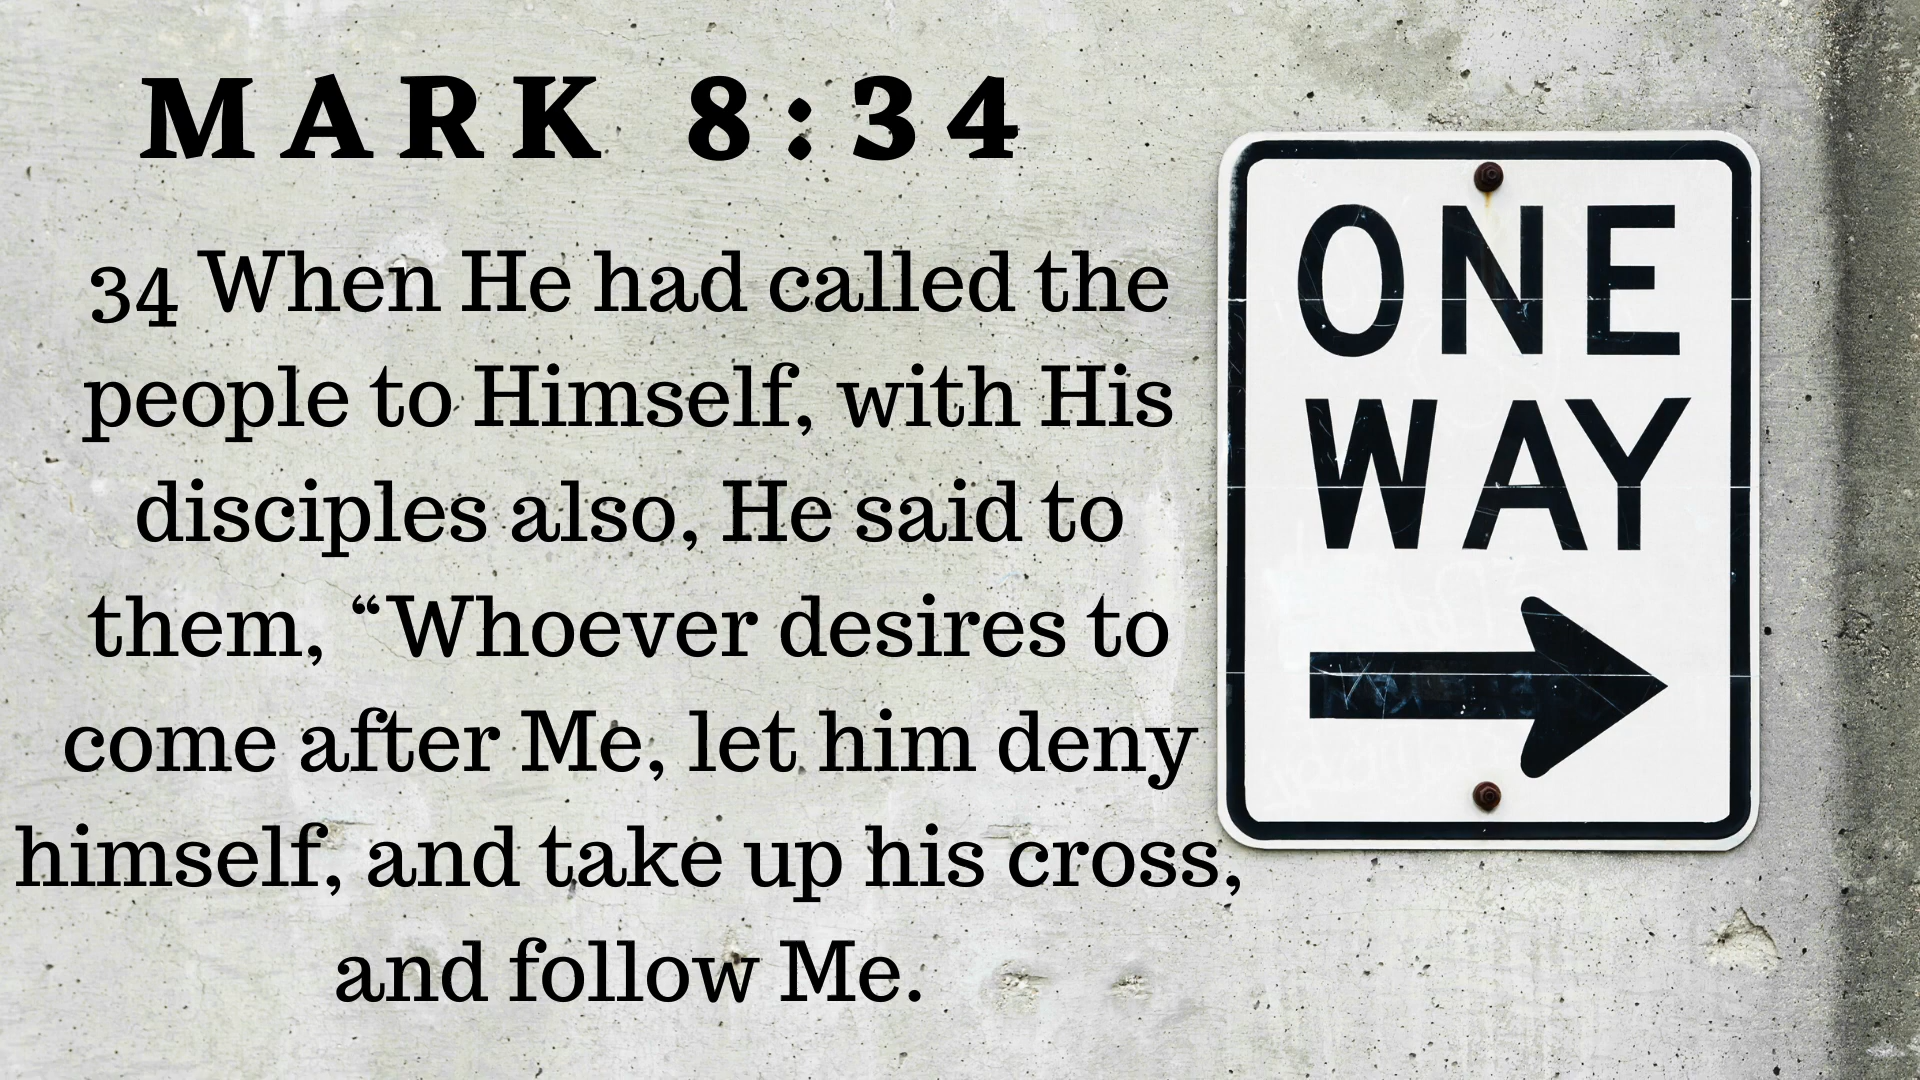 MARK 8:34
34 When He had called the
people to Himself, with His
disciples also, He said to
them, “Whoever desires to
come after Me, let him deny
himself, and take up his cross,
and follow Me.
ONE
WAY